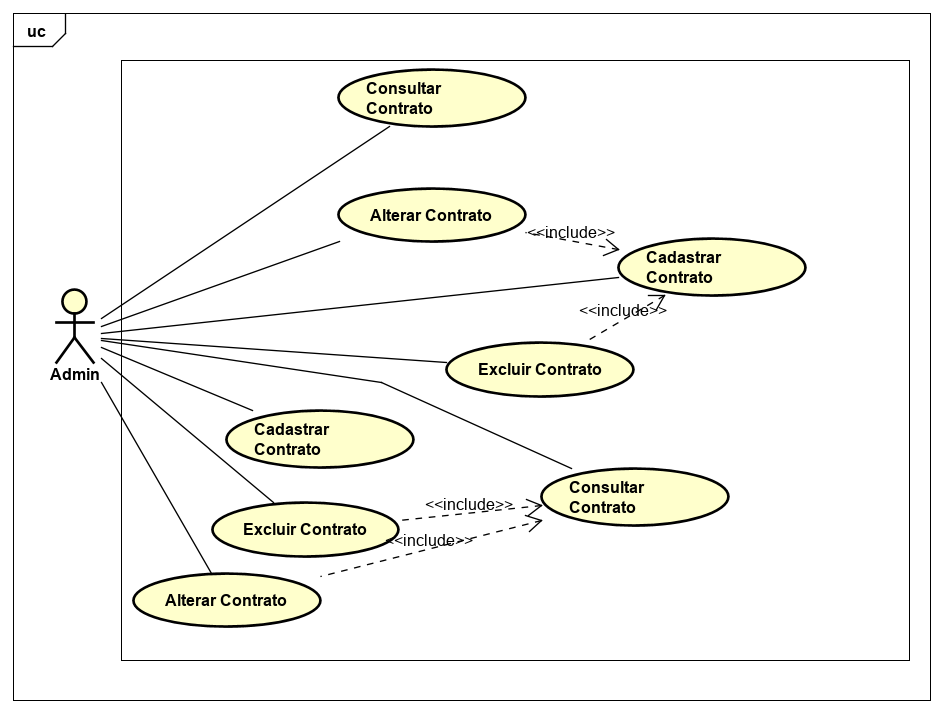 uc
Consultar
Contrato
Alterar Contrato
<<include>>
Cadastrar
Contrato
<<include>>
Excluir Contrato
Admin
Cadastrar
Contrato
Consultar
Contrato
<<include>>
Excluir Contrato
<<include>>
Alterar Contrato